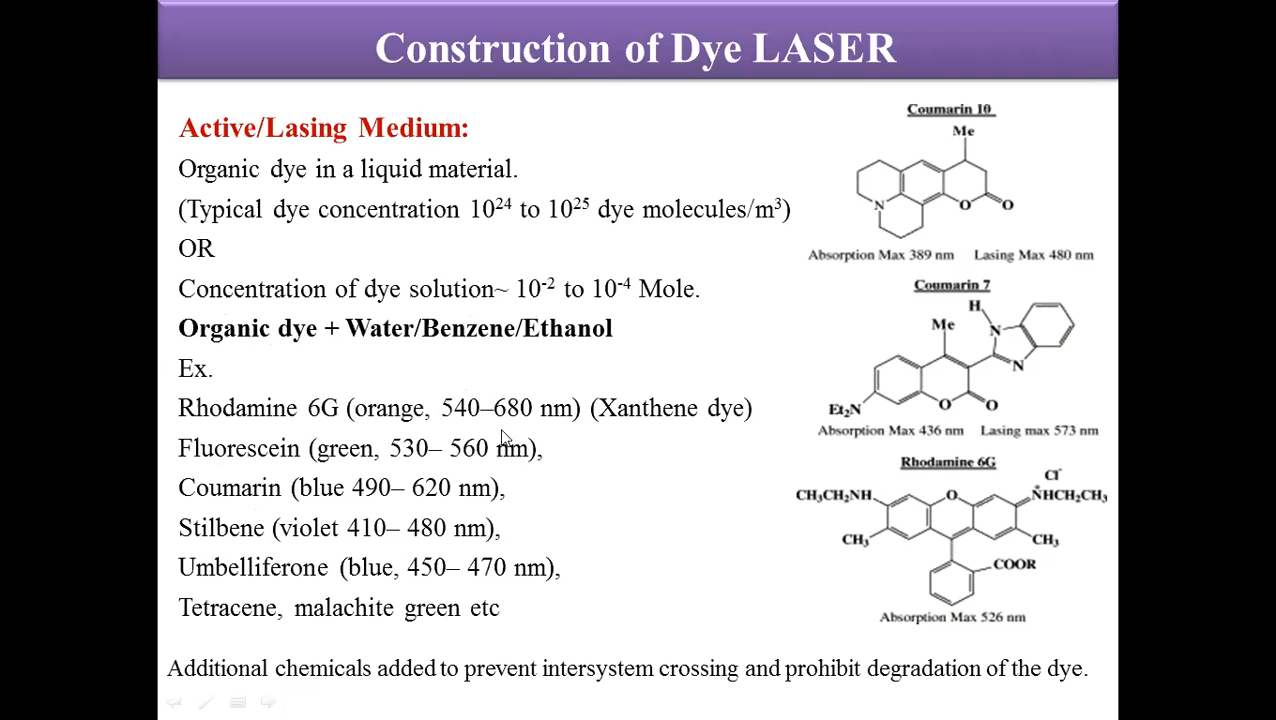 Construction of Dye LASER
Active/Lasing Medium:
Organic dye in a liquid material.
(Typical dye concentration 10²⁴ to 10²⁵ dye molecules/m³)
OR
Concentration of dye solution~ 10⁻² to 10⁻⁴ Mole.
Organic dye + Water/Benzene/Ethanol
Ex.
Rhodamine 6G (orange, 540–680 nm) (Xanthene dye)
Fluorescein (green, 530– 560 nm),
Coumarin (blue 490– 620 nm),
Stilbene (violet 410– 480 nm),
Umbelliferone (blue, 450– 470 nm),
Tetracene, malachite green etc
Coumarin 10
Me
N
O O
Absorption Max 389 nm Lasing Max 480 nm
Coumarin 7
H
Me N
N
Et₂N O O
Absorption Max 436 nm Lasing max 573 nm
Rhodamine 6G
Cl⁻
CH₃CH₂NH O N⁺HCH₂CH₃
CH₃ CH₃
COOR
Absorption Max 526 nm
Additional chemicals added to prevent intersystem crossing and prohibit degradation of the dye.